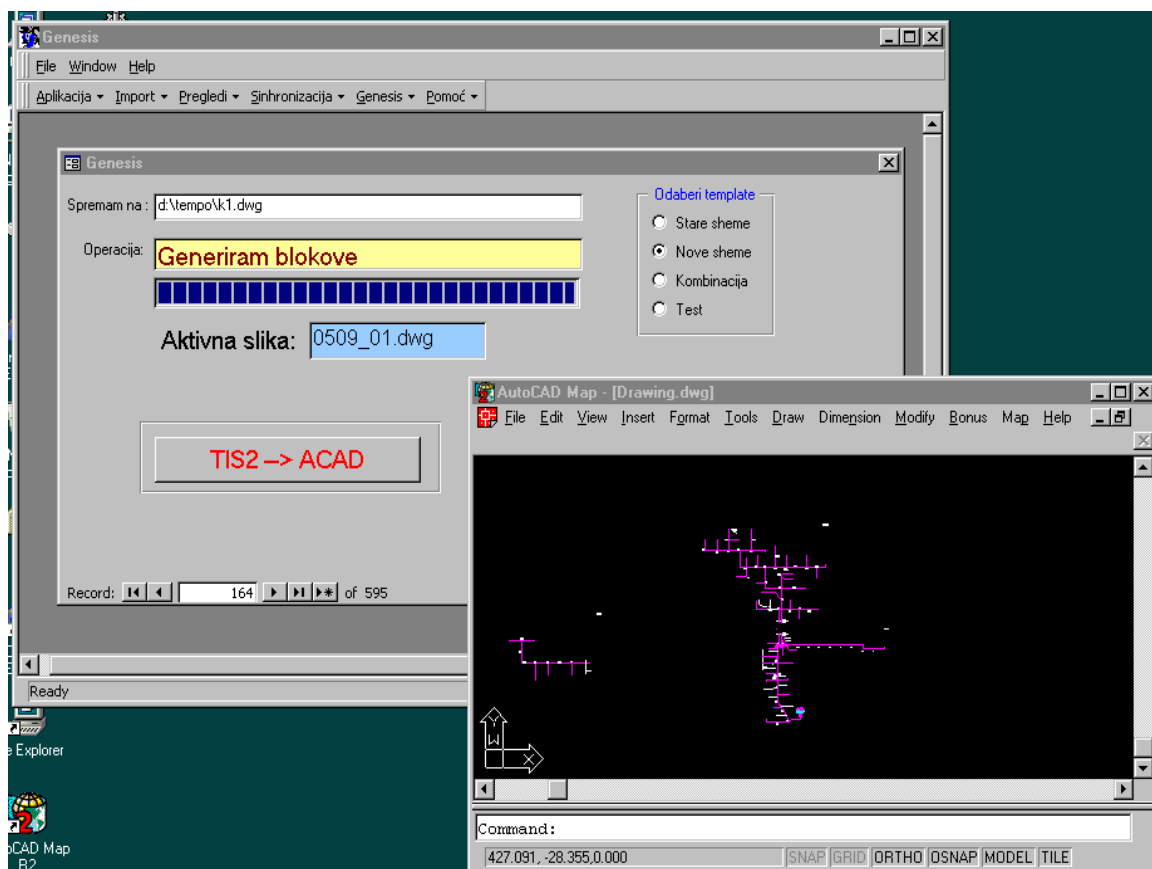 Genesis
File Window Help
Aplikacija Import Pregledi Sinhronizacija Genesis Pomoć
Genesis
Spremam na : d:\tempo\k1.dwg
Operacija: Generiram blokove
Aktivna slika: 0509_01.dwg
Odaberi template
Stare sheme
Nove sheme
Kombinacija
Test
TIS2 –> ACAD
Record: 164 of 595
Ready
AutoCAD Map - [Drawing.dwg]
File Edit View Insert Format Tools Draw Dimension Modify Bonus Map Help
Y
W
X
Command:
427.091, -28.355,0.000 SNAP GRID ORTHO OSNAP MODEL TILE
Explorer
Map
R2